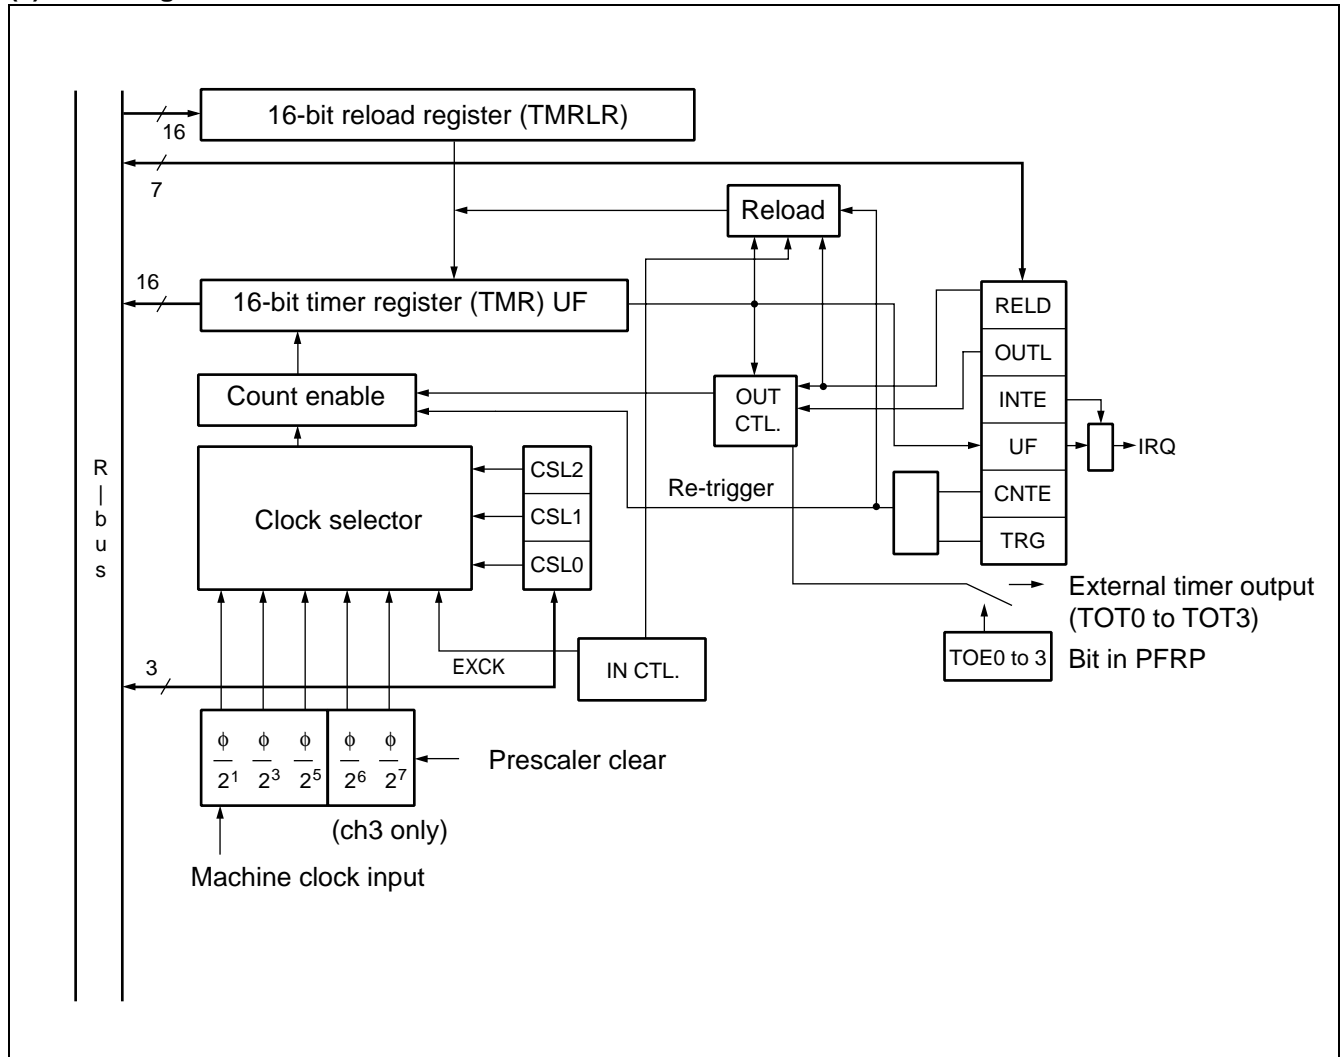 16-bit reload register (TMRLR)
16
7
Reload
16
16-bit timer register (TMR) UF
RELD
OUTL
Count enable
OUT
CTL.
INTE
UF
IRQ
R
|
b
u
s
CSL2
Re-trigger
CNTE
Clock selector
CSL1
TRG
CSL0
External timer output
(TOT0 to TOT3)
3
EXCK
IN CTL.
TOE0 to 3
Bit in PFRP
ϕ ϕ ϕ ϕ ϕ
2¹ 2³ 2⁵ 2⁶ 2⁷
Prescaler clear
(ch3 only)
Machine clock input